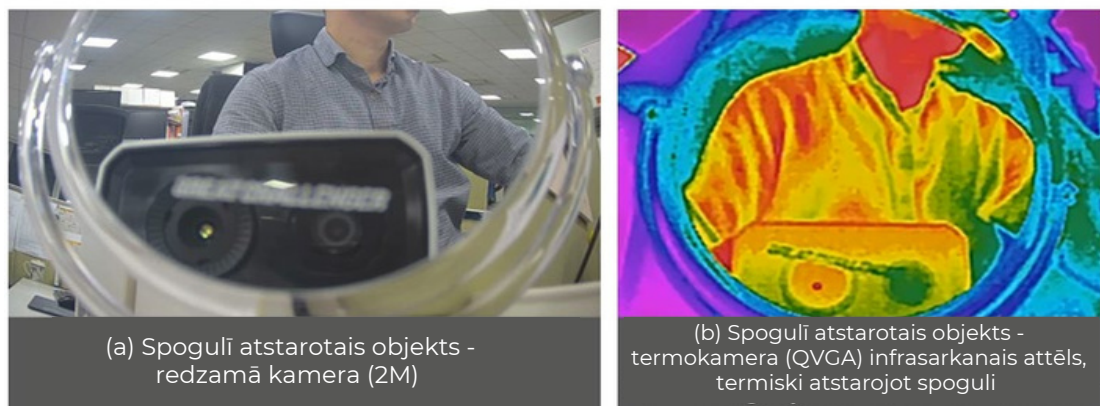 (a) Spogulī atstarotais objekts -
redzamā kamera (2M)
(b) Spogulī atstarotais objekts -
termokamera (QVGA) infrasarkanais attēls,
termiski atstarojot spoguli